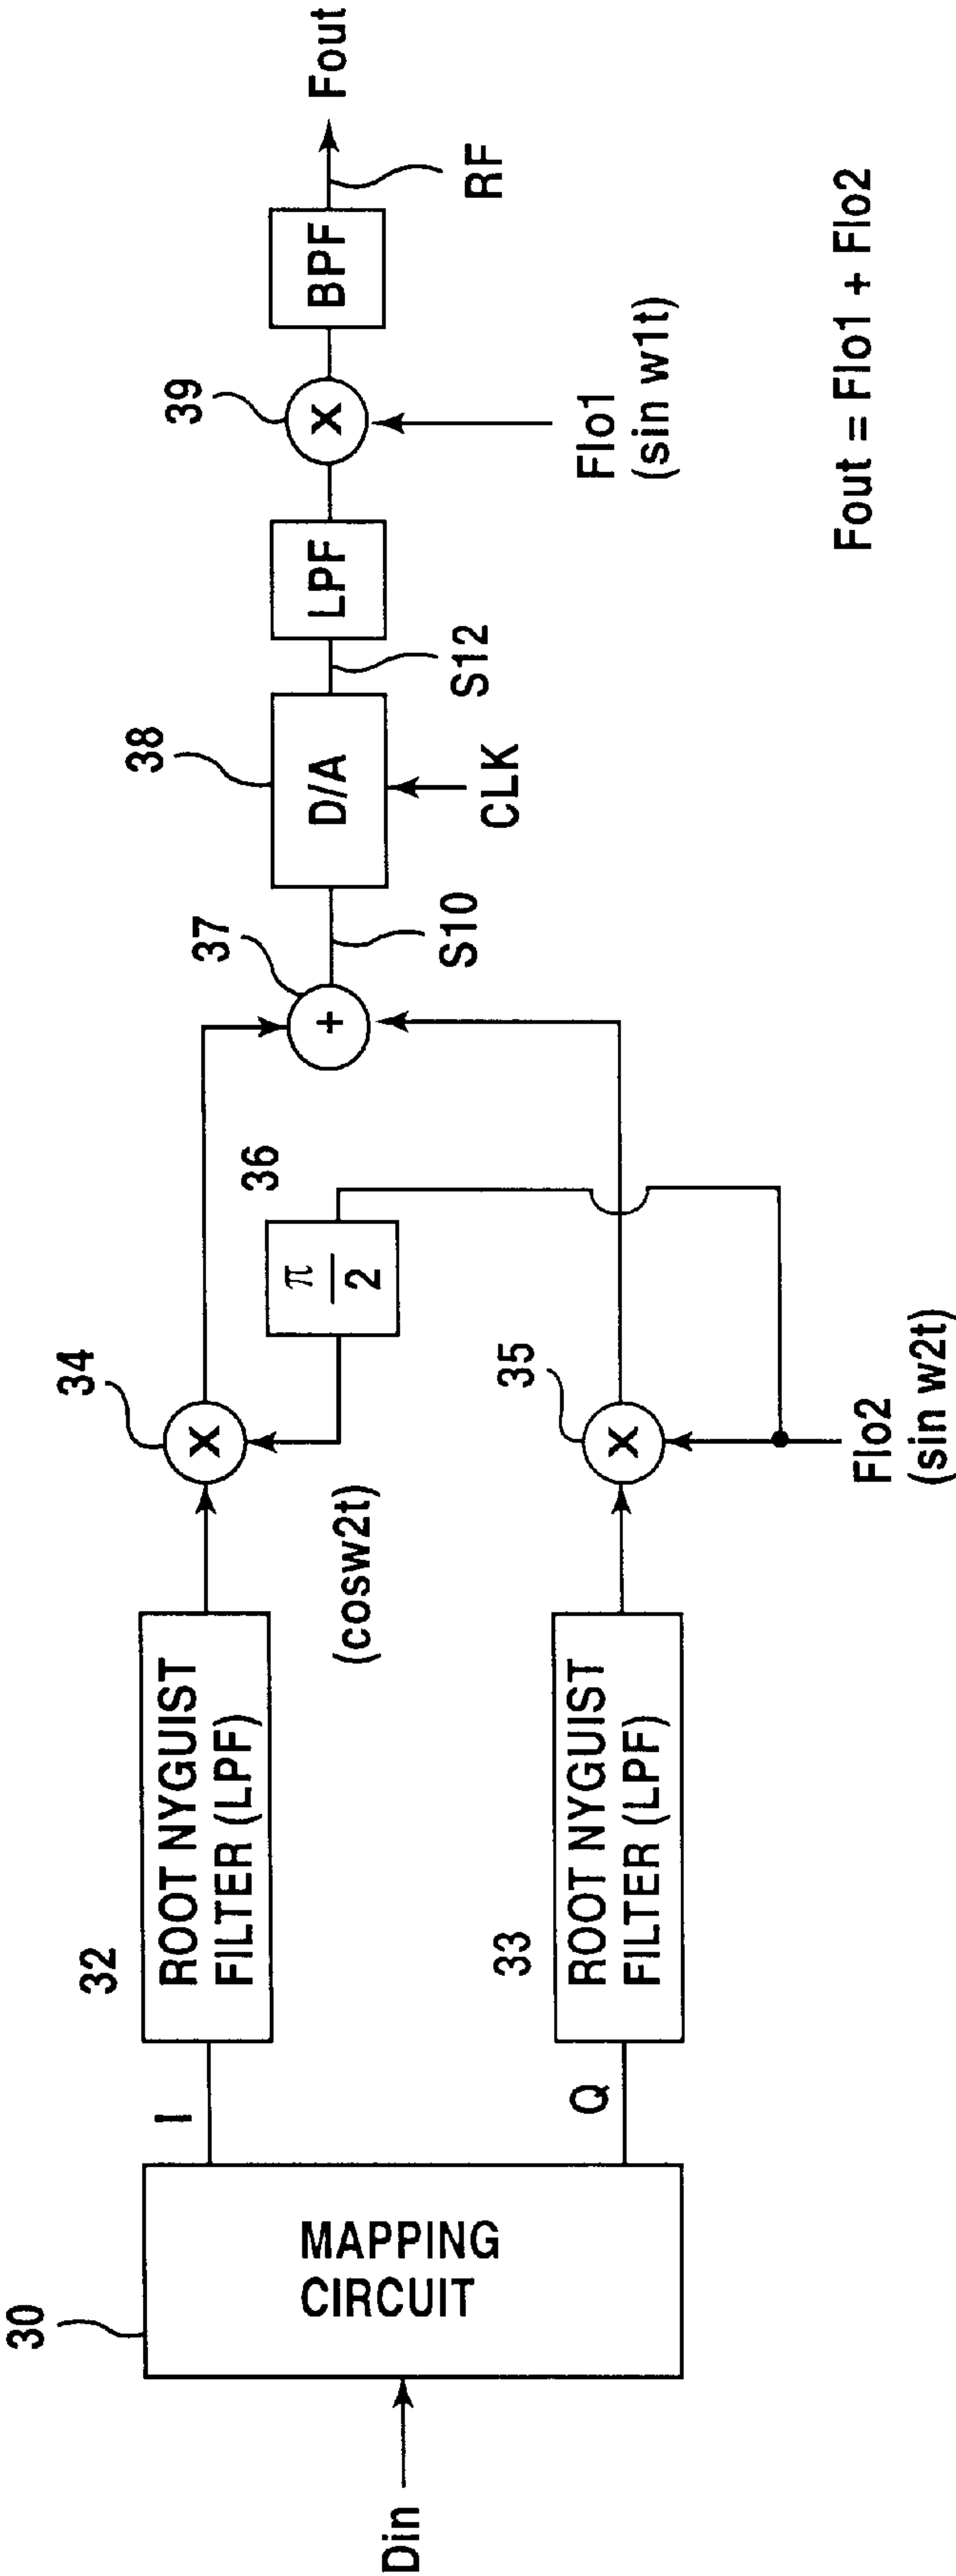 Din
30
MAPPING
CIRCUIT
I
Q
32
ROOT NYGUIST
FILTER (LPF)
33
ROOT NYGUIST
FILTER (LPF)
34
(cosw2t)
35
Flo2
(sin w2t)
π
2
36
37
+
S10
38
D/A
CLK
S12
LPF
39
X
X
X
Flo1
(sin w1t)
BPF
RF
Fout
Fout = Flo1 + Flo2